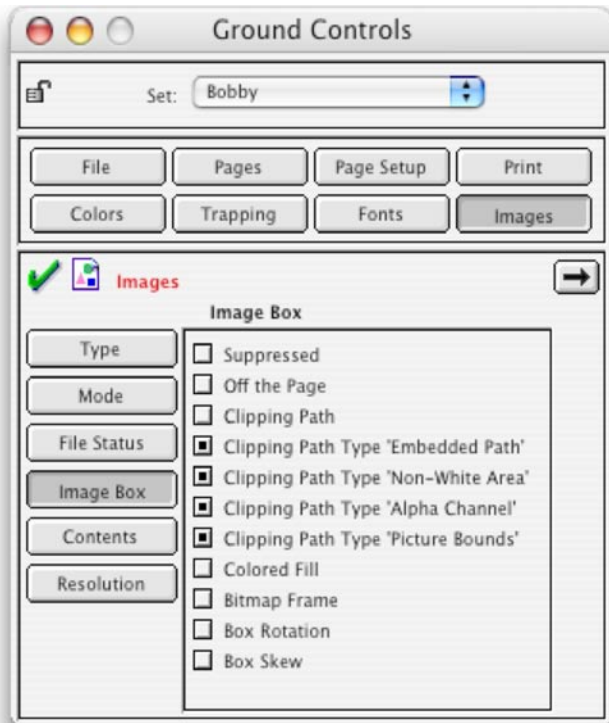 Ground Controls
Set: Bobby
File Pages Page Setup Print
Colors Trapping Fonts Images
Images
Image Box
Type
Mode
File Status
Image Box
Contents
Resolution
Suppressed
Off the Page
Clipping Path
Clipping Path Type 'Embedded Path'
Clipping Path Type 'Non-White Area'
Clipping Path Type 'Alpha Channel'
Clipping Path Type 'Picture Bounds'
Colored Fill
Bitmap Frame
Box Rotation
Box Skew